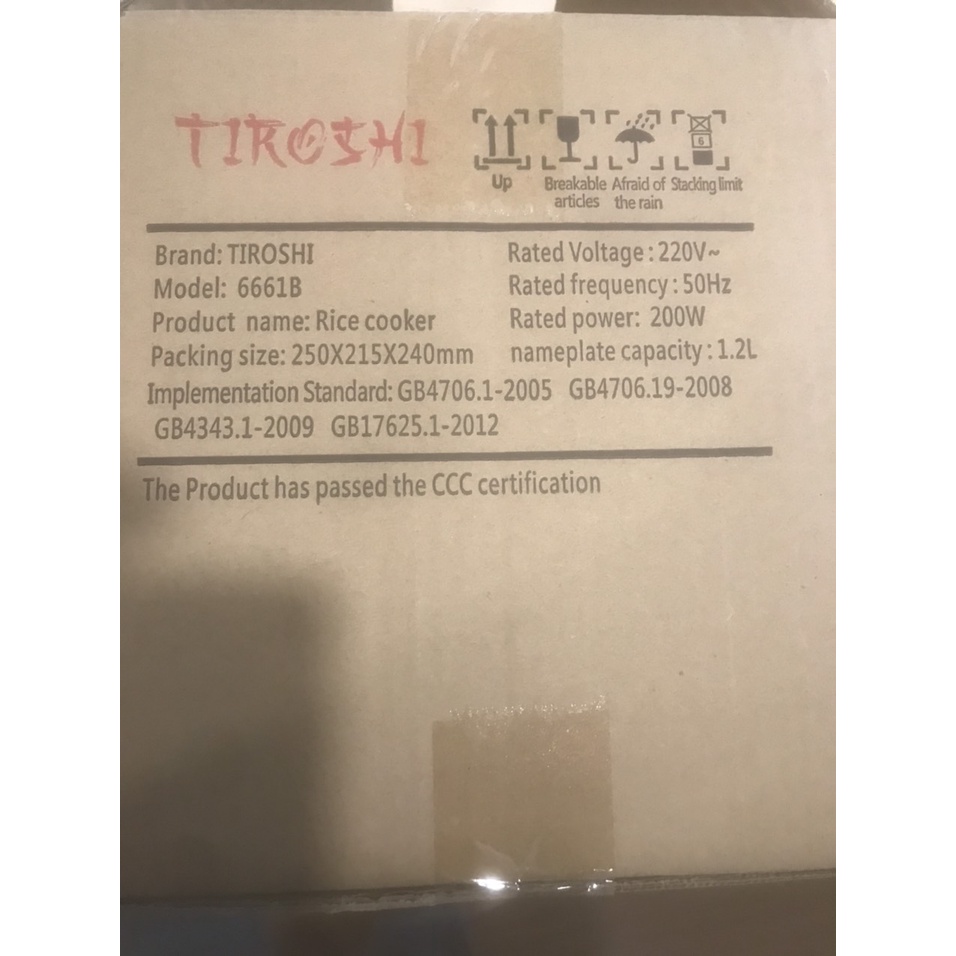 TIROSHI
6
Up
Breakable articles
Afraid of the rain
Stacking limit
Brand: TIROSHI
Model: 6661B
Product name: Rice cooker
Packing size: 250X215X240mm
Rated Voltage : 220V~
Rated frequency : 50Hz
Rated power: 200W
nameplate capacity : 1.2L
Implementation Standard: GB4706.1-2005 GB4706.19-2008
GB4343.1-2009 GB17625.1-2012
The Product has passed the CCC certification